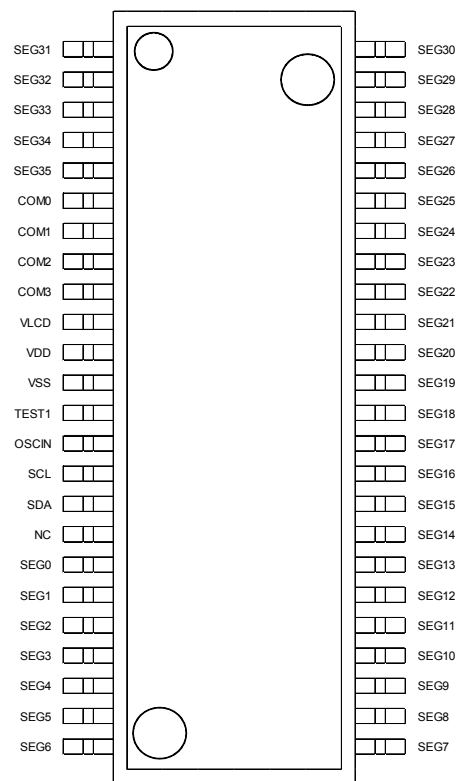 SEG31 SEG30
SEG32 SEG29
SEG33 SEG28
SEG34 SEG27
SEG35 SEG26
COM0 SEG25
COM1 SEG24
COM2 SEG23
COM3 SEG22
VLCD SEG21
VDD SEG20
VSS SEG19
TEST1 SEG18
OSCIN SEG17
SCL SEG16
SDA SEG15
NC SEG14
SEG0 SEG13
SEG1 SEG12
SEG2 SEG11
SEG3 SEG10
SEG4 SEG9
SEG5 SEG8
SEG6 SEG7